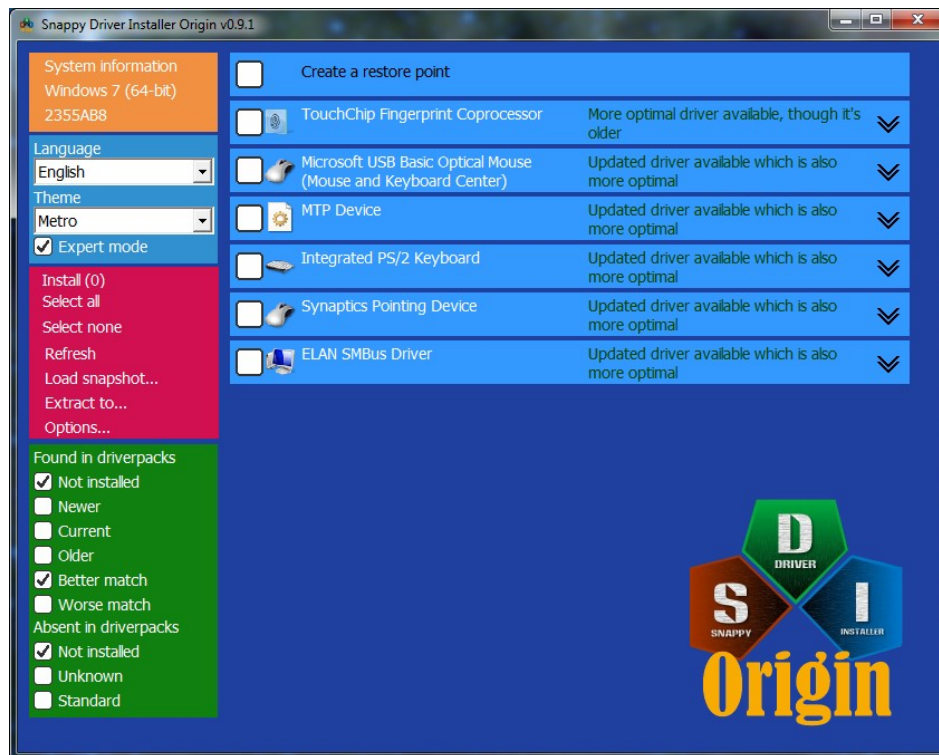 Snappy Driver Installer Origin v0.9.1
System information
Windows 7 (64-bit)
2355AB8
Language
English
Theme
Metro
Expert mode
Install (0)
Select all
Select none
Refresh
Load snapshot...
Extract to...
Options...
Found in driverpacks
Not installed
Newer
Current
Older
Better match
Worse match
Absent in driverpacks
Not installed
Unknown
Standard
Create a restore point
TouchChip Fingerprint Coprocessor
More optimal driver available, though it's
older
Microsoft USB Basic Optical Mouse
(Mouse and Keyboard Center)
Updated driver available which is also
more optimal
MTP Device
Updated driver available which is also
more optimal
Integrated PS/2 Keyboard
Updated driver available which is also
more optimal
Synaptics Pointing Device
Updated driver available which is also
more optimal
ELAN SMBus Driver
Updated driver available which is also
more optimal
D
DRIVER
S
SNAPPY
I
INSTALLER
Origin